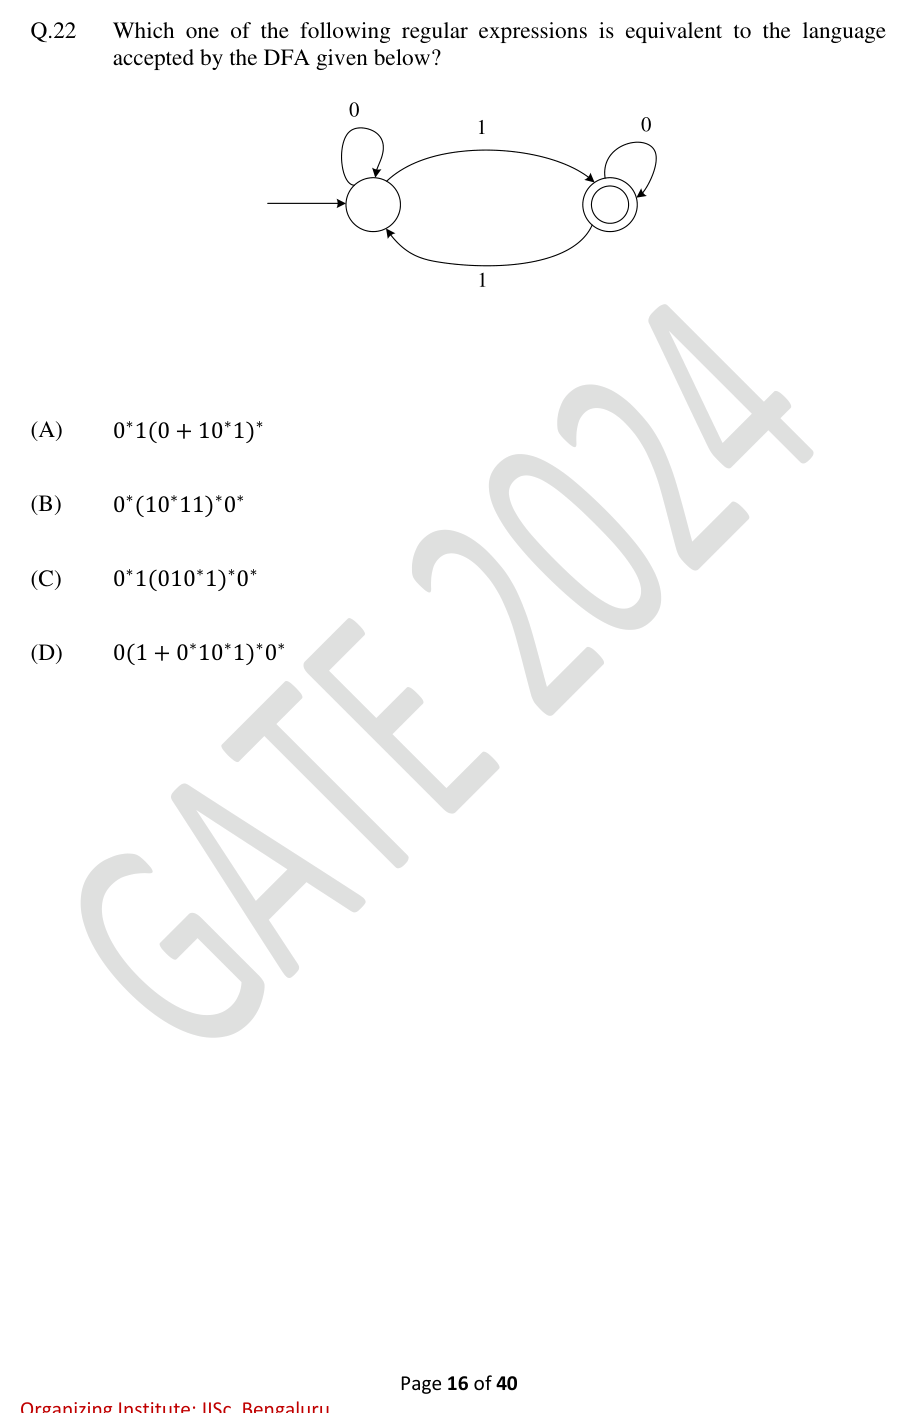 Q.22 Which one of the following regular expressions is equivalent to the language
accepted by the DFA given below?
0
1
0
1
(A) 0*1(0 + 10*1)*
(B) 0*(10*11)*0*
(C) 0*1(010*1)*0*
(D) 0(1 + 0*10*1)*0*
GATE 2024
Page 16 of 40
Organizing Institute: IISc, Bengaluru